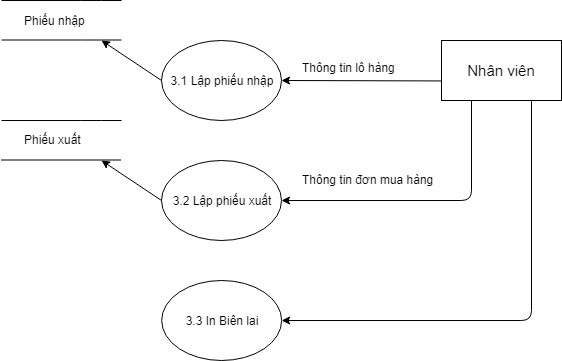 Phiếu nhập
Thông tin lô hàng
Nhân viên
3.1 Lập phiếu nhập
Phiếu xuất
Thông tin đơn mua hàng
3.2 Lập phiếu xuất
3.3 In Biên lai